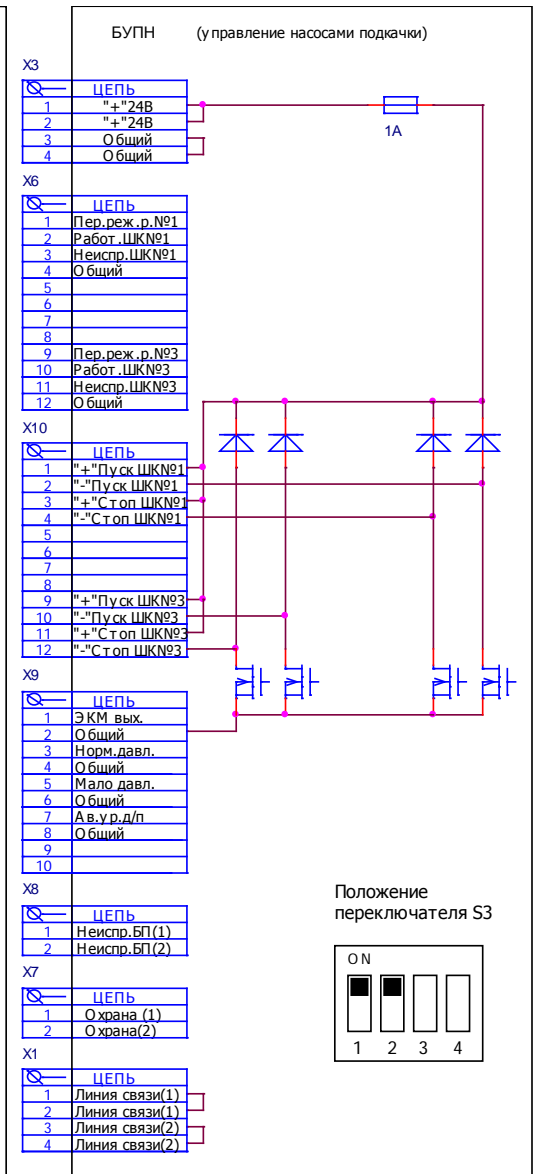 БУПН (управление насосами подкачки)
X3
ЦЕПЬ
1 "+"24В
2 "+"24В
3 Общий
4 Общий
1А
X6
ЦЕПЬ
1 Пер.реж.р.№1
2 Работ.ШК№1
3 Неиспр.ШК№1
4 Общий
5
6
7
8
9 Пер.реж.р.№3
10 Работ.ШК№3
11 Неиспр.ШК№3
12 Общий
X10
ЦЕПЬ
1 "+"Пуск ШК№1
2 "-"Пуск ШК№1
3 "+"Стоп ШК№1
4 "-"Стоп ШК№1
5
6
7
8
9 "+"Пуск ШК№3
10 "-"Пуск ШК№3
11 "+"Стоп ШК№3
12 "-"Стоп ШК№3
X9
ЦЕПЬ
1 ЭКМ вых.
2 Общий
3 Норм.давл.
4 Общий
5 Мало давл.
6 Общий
7 Ав.ур.д/п
8 Общий
9
10
X8
ЦЕПЬ
1 Неиспр.БП(1)
2 Неиспр.БП(2)
X7
ЦЕПЬ
1 Охрана (1)
2 Охрана(2)
X1
ЦЕПЬ
1 Линия связи(1)
2 Линия связи(1)
3 Линия связи(2)
4 Линия связи(2)
Положение
переключателя S3
ON
1 2 3 4